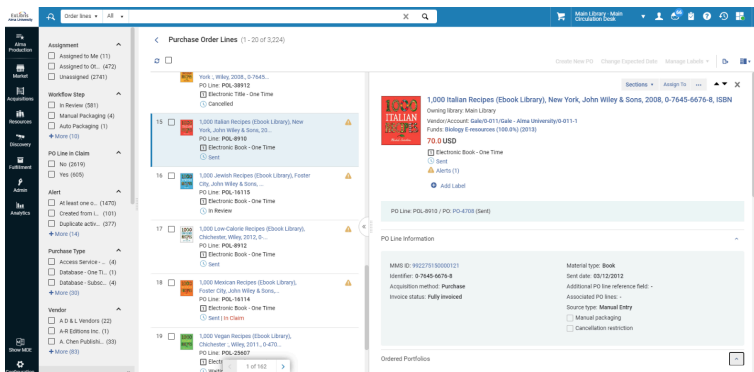 ExLibris
Alma University
Order lines
All
Main Library - Main
Circulation Desk
Alma
Production
Market
Acquisitions
Resources
Fulfillment
Admin
Analytics
Show MDE
Assignment
Assigned to Me (11)
Assigned to Ot... (472)
Unassigned (2741)
Workflow Step
In Review (581)
Manual Packaging (4)
Auto Packaging (1)
+ More (10)
PO Line in Claim
No (2619)
Yes (605)
Alert
At least one o... (1470)
Created from i... (101)
Duplicate activ... (377)
+ More (14)
Purchase Type
Access Service - ... (4)
Database - One Ti... (1)
Database - Subsc... (4)
+ More (30)
Vendor
A D & L Vendors (22)
A-R Editions Inc. (1)
A. Chen Publishi... (33)
+ More (83)
Purchase Order Lines (1 - 20 of 3,224)
Create New PO Change Expected Date Manage Labels
York :, Wiley, 2008., 0-7645...
PO Line: POL-38912
Electronic Title - One Time
Cancelled
15
1,000 Italian Recipes (Ebook Library), New
York, John Wiley & Sons, 20...
PO Line: POL-8910
Electronic Book - One Time
Sent
16
1,000 Jewish Recipes (Ebook Library), Foster
City, John Wiley & Sons, ...
PO Line: POL-16115
Electronic Book - One Time
In Review
17
1,000 Low-Calorie Recipes (Ebook Library),
Chichester, Wiley, 2012, 0-...
PO Line: POL-8912
Electronic Book - One Time
Sent
18
1,000 Mexican Recipes (Ebook Library),
Foster City, John Wiley & Sons,...
PO Line: POL-16114
Electronic Book - One Time
Sent | In Claim
19
1,000 Vegan Recipes (Ebook Library),
Chichester :, Wiley, 2011., 0-470...
PO Line: POL-25607
1 of 162
Sections Assign To ...
1000
ITALIAN
RECIPES
1,000 Italian Recipes (Ebook Library), New York, John Wiley & Sons, 2008, 0-7645-6676-8, ISBN
Owning library: Main Library
Vendor/Account: Gale/0-011/Gale - Alma University/0-011-1
Funds: Biology E-resources (100.0%) (2013)
70.0 USD
Electronic Book - One Time
Sent
Alerts (1)
Add Label
PO Line: POL-8910 / PO: PO-4708 (Sent)
PO Line Information
MMS ID: 992275150000121
Identifier: 0-7645-6676-8
Acquisition method: Purchase
Invoice status: Fully invoiced
Material type: Book
Sent date: 03/12/2012
Additional PO line reference field: -
Associated PO lines: -
Source type: Manual Entry
Manual packaging
Cancellation restriction
Ordered Portfolios